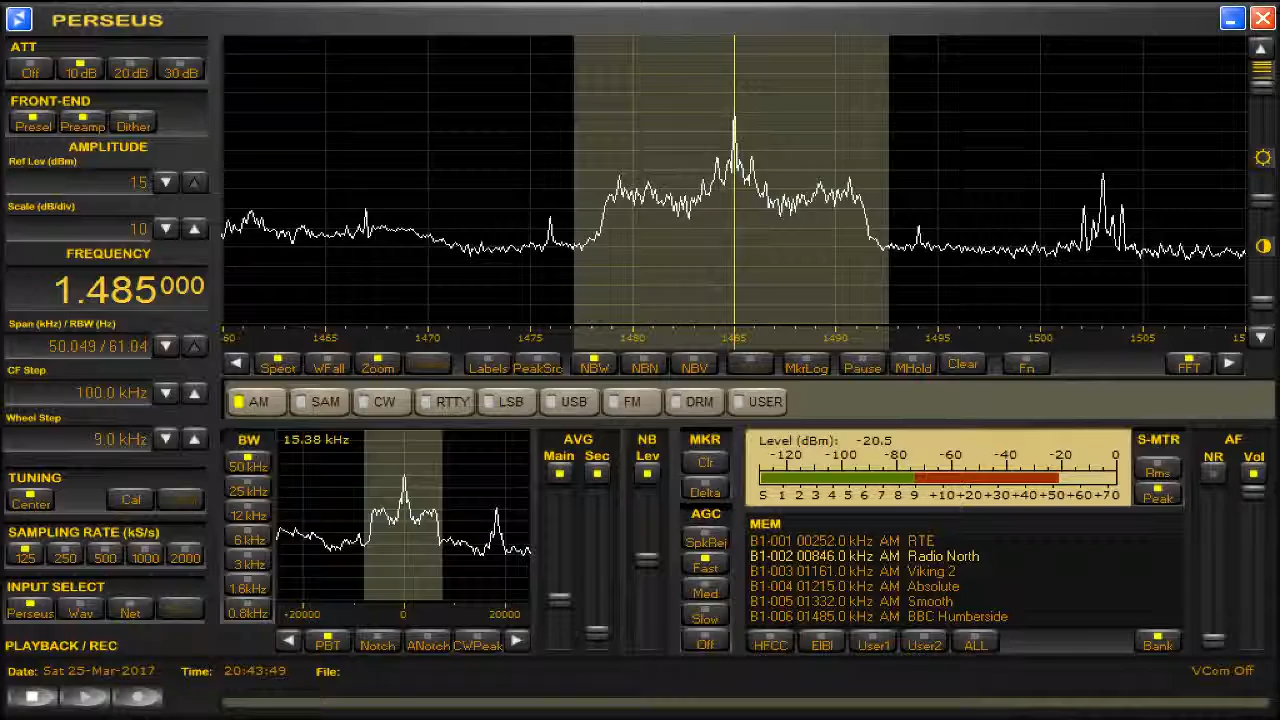 PERSEUS
ATT
Off 10 dB 20 dB 30 dB
FRONT-END
Presel Preamp Dither
AMPLITUDE
Ref Lev (dBm)
15
Scale (dB/div)
10
FREQUENCY
1.485000
Span (kHz) / RBW (Hz)
50.049 / 61.04
CF Step
100.0 kHz
Wheel Step
9.0 kHz
TUNING
Center Cal
SAMPLING RATE (kS/s)
125 250 500 1000 2000
INPUT SELECT
Perseus Wav Net
60 1465 1470 1475 1480 1485 1490 1495 1500 1505 15
Spect WFall Zoom Labels PeakSrc NBW NBN NBV MkrLog Pause MHold Clear Fn FFT
AM SAM CW RTTY LSB USB FM DRM USER
BW
50 kHz
25 kHz
12 kHz
6 kHz
3 kHz
1.6kHz
0.8kHz
15.38 kHz
-20000 0 20000
PBT Notch ANotch CWPeak
AVG
Main Sec
NB
Lev
MKR
Clr
Delta
AGC
SpkRej
Fast
Med
Slow
Off
Level (dBm): -20.5
-120 -100 -80 -60 -40 -20 0
S 1 2 3 4 5 6 7 8 9 +10+20+30+40+50+60+70
S-MTR
Rms
Peak
AF
NR Vol
MEM
B1-001 00252.0 kHz AM RTE
B1-002 00846.0 kHz AM Radio North
B1-003 01161.0 kHz AM Viking 2
B1-004 01215.0 kHz AM Absolute
B1-005 01332.0 kHz AM Smooth
B1-006 01485.0 kHz AM BBC Humberside
HFCC EIBI User1 User2 ALL Bank
PLAYBACK / REC
Date: Sat 25-Mar-2017 Time: 20:43:49 File: VCom Off